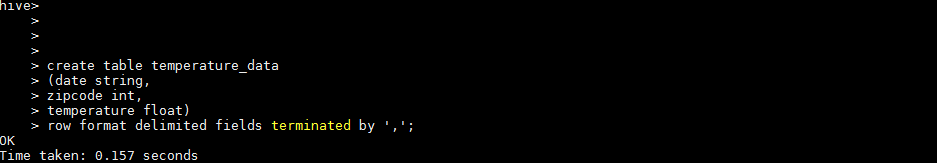 hive>
    >
    >
    >
    > create table temperature_data
    > (date string,
    > zipcode int,
    > temperature float)
    > row format delimited fields terminated by ',';
OK
Time taken: 0.157 seconds